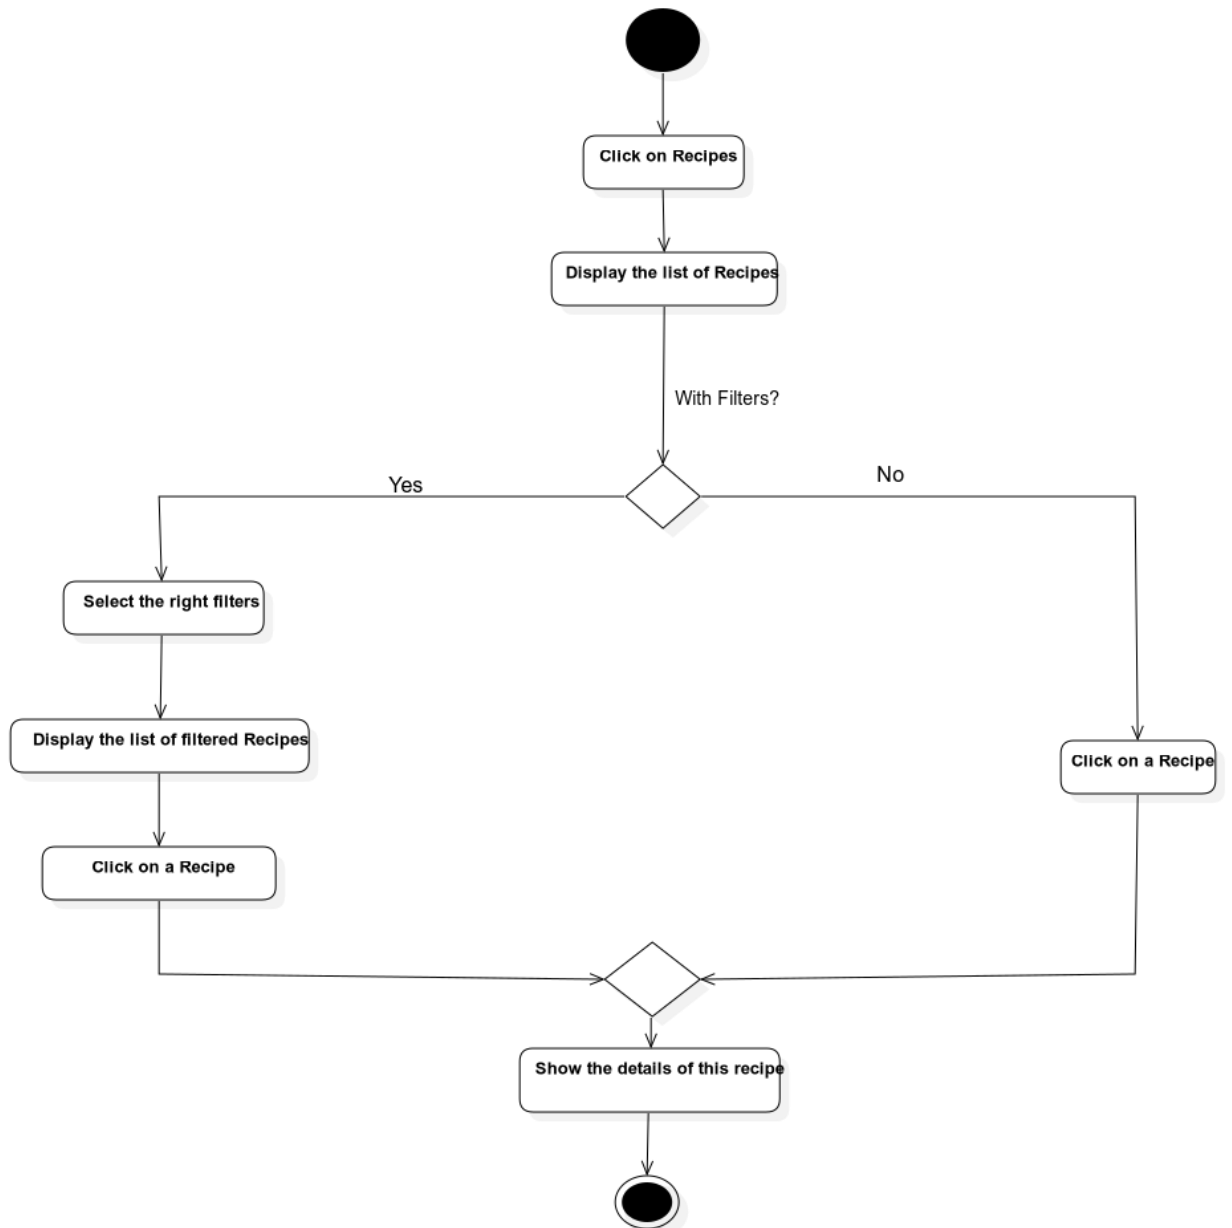 Click on Recipes
Display the list of Recipes
With Filters?
Yes
No
Select the right filters
Display the list of filtered Recipes
Click on a Recipe
Click on a Recipe
Show the details of this recipe